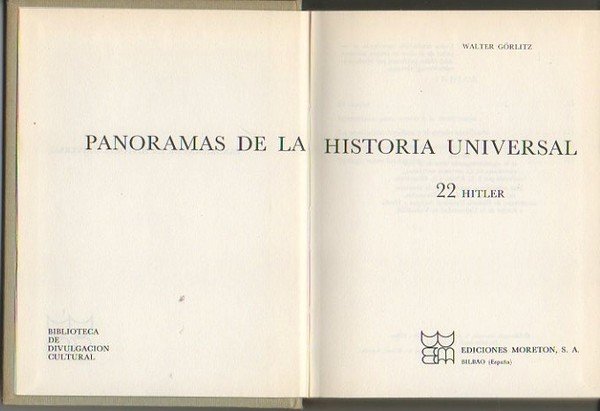 WALTER GÖRLITZ
PANORAMAS DE LA HISTORIA UNIVERSAL
22 HITLER
BIBLIOTECA
DE
DIVULGACION
CULTURAL
EDICIONES MORETON, S. A.
BILBAO (España)